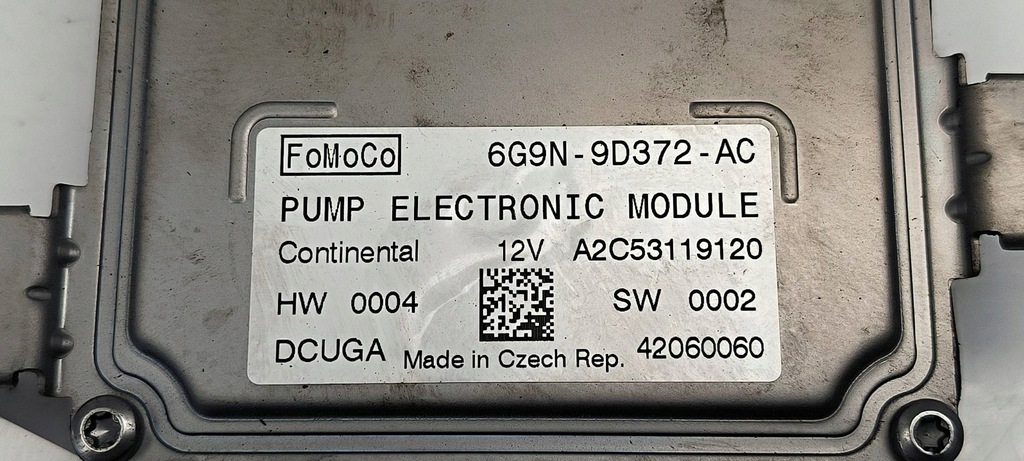 FoMoCo 6G9N-9D372-AC
PUMP ELECTRONIC MODULE
Continental 12V A2C53119120
HW 0004 SW 0002
DCUGA Made in Czech Rep. 42060060